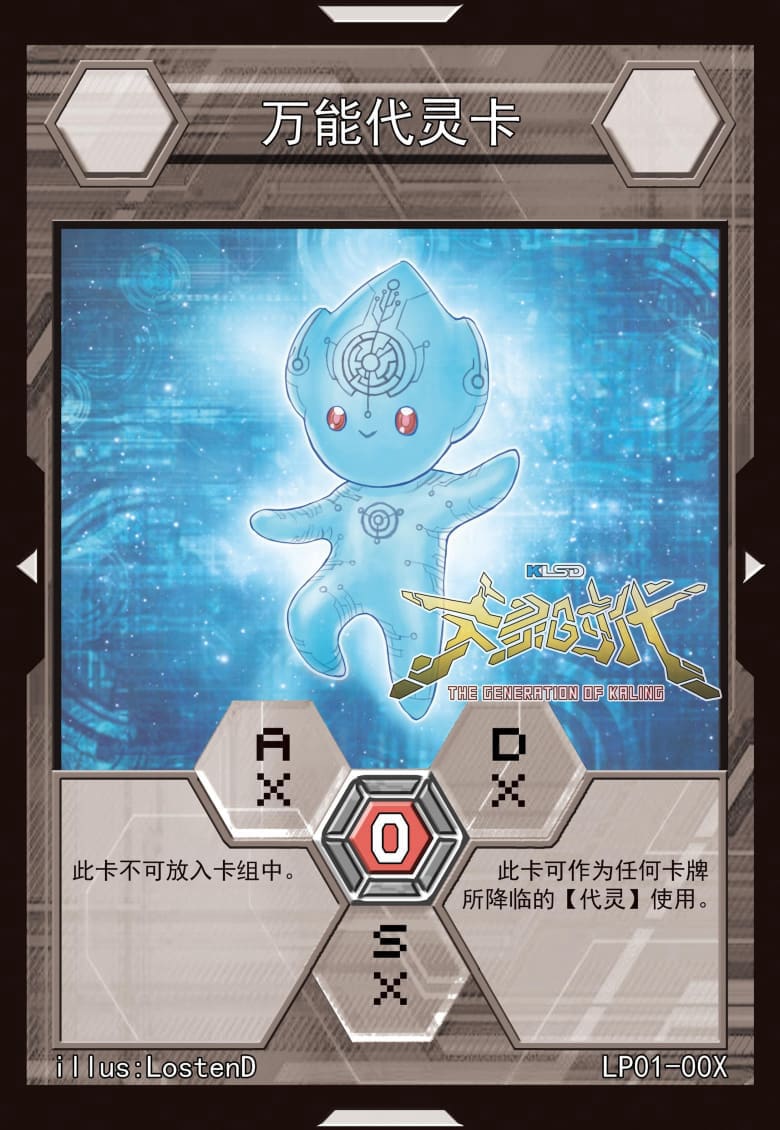 万能代灵卡
KLSD
THE GENERATION OF KALING
A
X
D
X
0
此卡不可放入卡组中。
此卡可作为任何卡牌
所降临的【代灵】使用。
S
X
illus:LostenD
LP01-00X